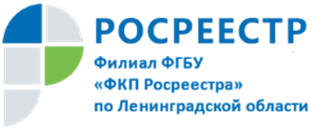 РОСРЕЕСТР
Филиал ФГБУ
«ФКП Росреестра»
по Ленинградской области